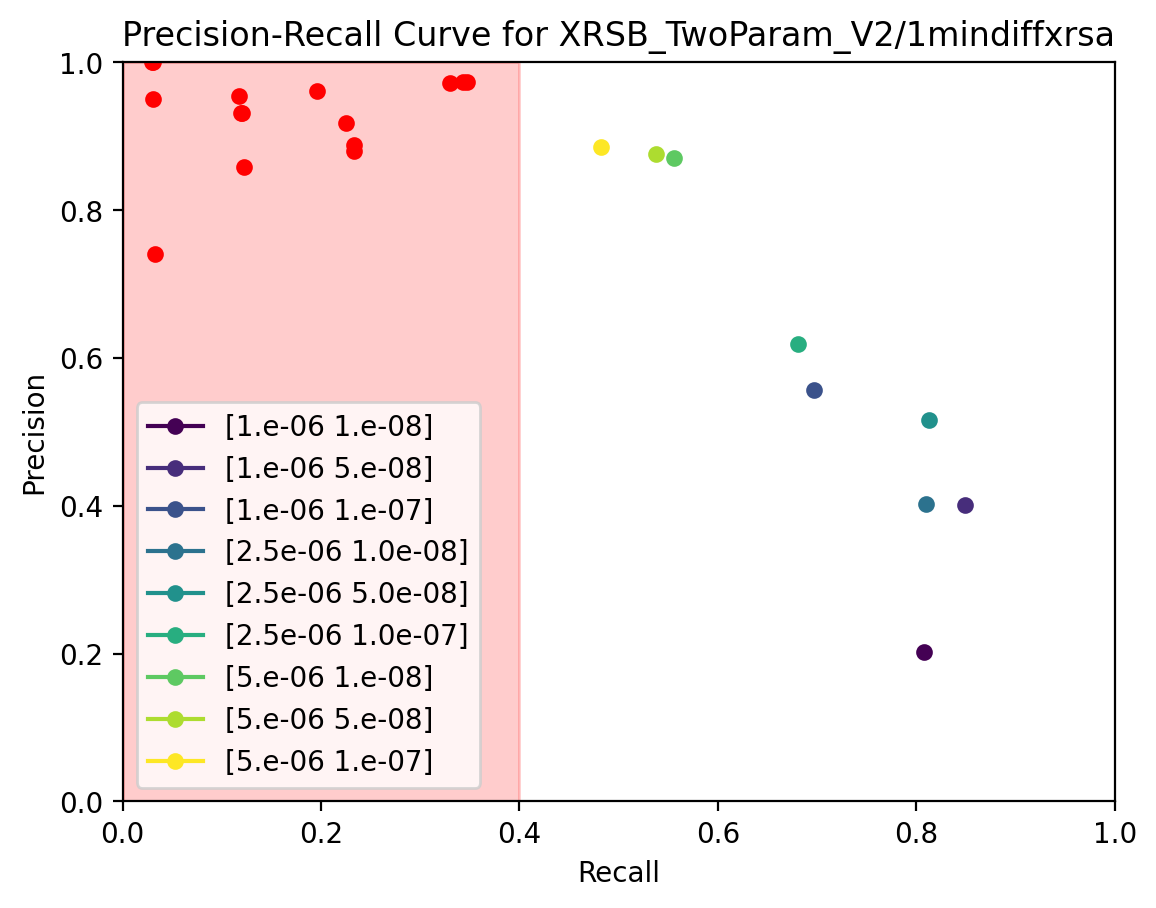 Precision-Recall Curve for XRSB_TwoParam_V2/1mindiffxrsa
1.0
0.8
0.6
0.4
0.2
0.0
Precision
[1.e-06 1.e-08]
[1.e-06 5.e-08]
[1.e-06 1.e-07]
[2.5e-06 1.0e-08]
[2.5e-06 5.0e-08]
[2.5e-06 1.0e-07]
[5.e-06 1.e-08]
[5.e-06 5.e-08]
[5.e-06 1.e-07]
0.0 0.2 0.4 0.6 0.8 1.0
Recall